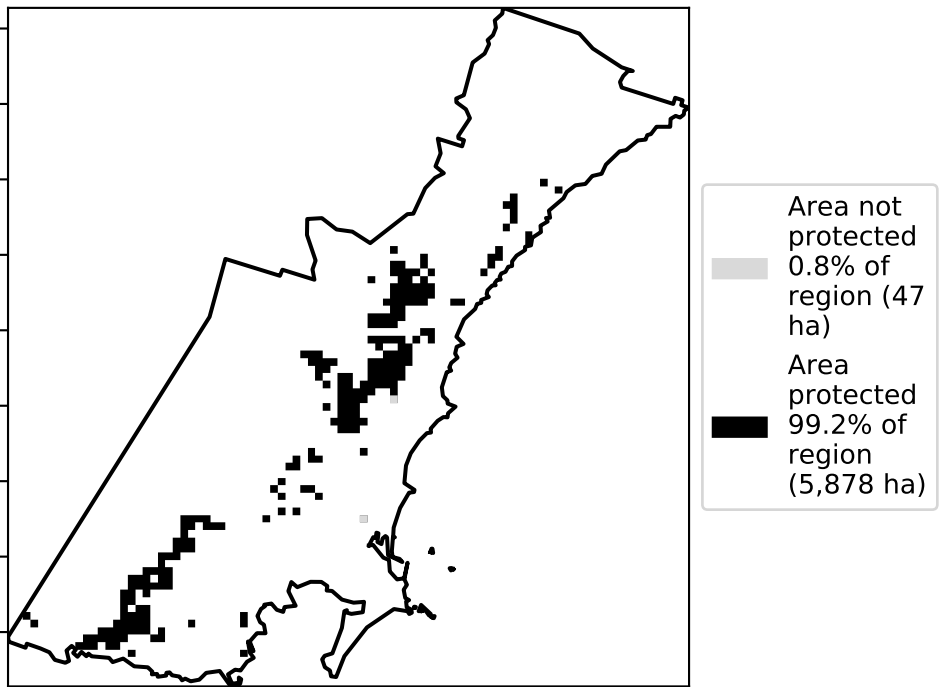 Area not
protected
0.8% of
region (47
ha)
Area
protected
99.2% of
region
(5,878 ha)